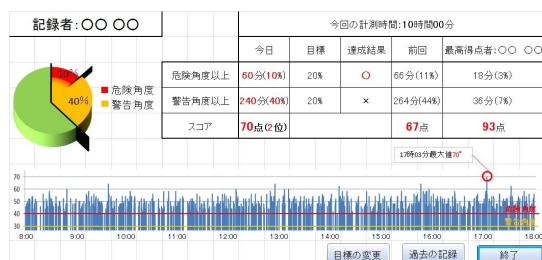 記録者:〇〇 〇〇
今回の計測時間:10時間00分
今日 目標 達成結果 前回 最高得点者:〇〇 〇〇
危険角度以上 60分(10%) 20% 〇 66分(11%) 18分(3%)
警告角度以上 240分(40%) 20% × 264分(44%) 36分(7%)
スコア 70点(2位) 67点 93点
10%
40%
危険角度
警告角度
17時03分最大値70°
70
60
50
40
30
危険角度
警告角度
8:00 9:00 10:00 11:00 12:00 13:00 14:00 15:00 16:00 17:00 18:00
目標の変更 過去の記録 終了